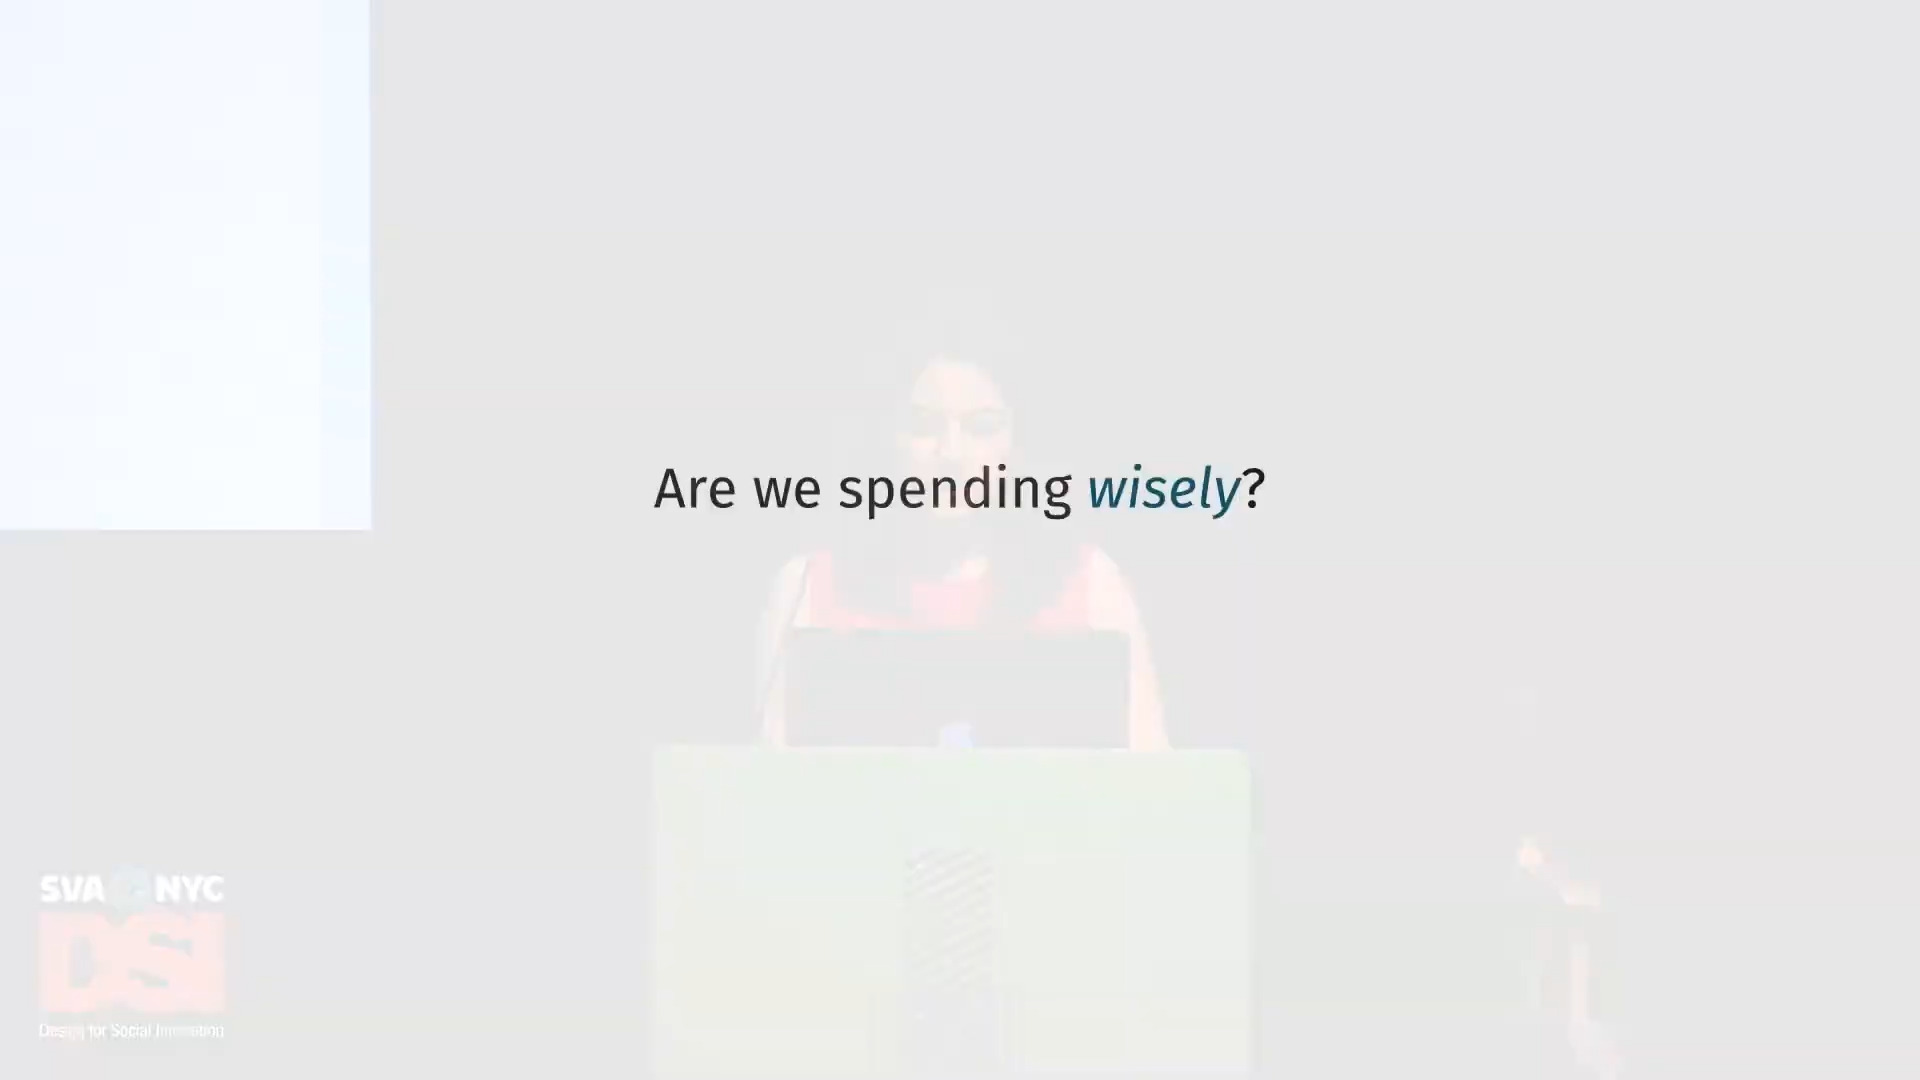 Are we spending wisely?
SVA NYC
DSI
Design for Social Innovation